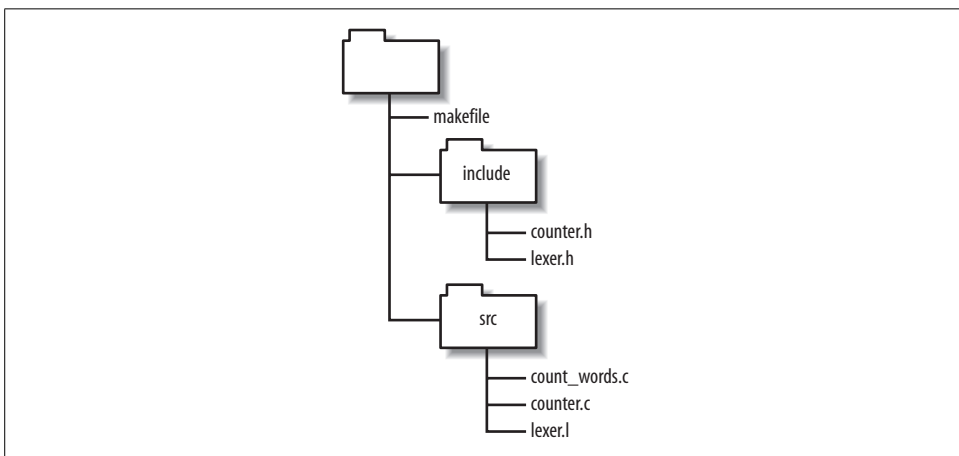 makefile
include
counter.h
lexer.h
src
count_words.c
counter.c
lexer.l